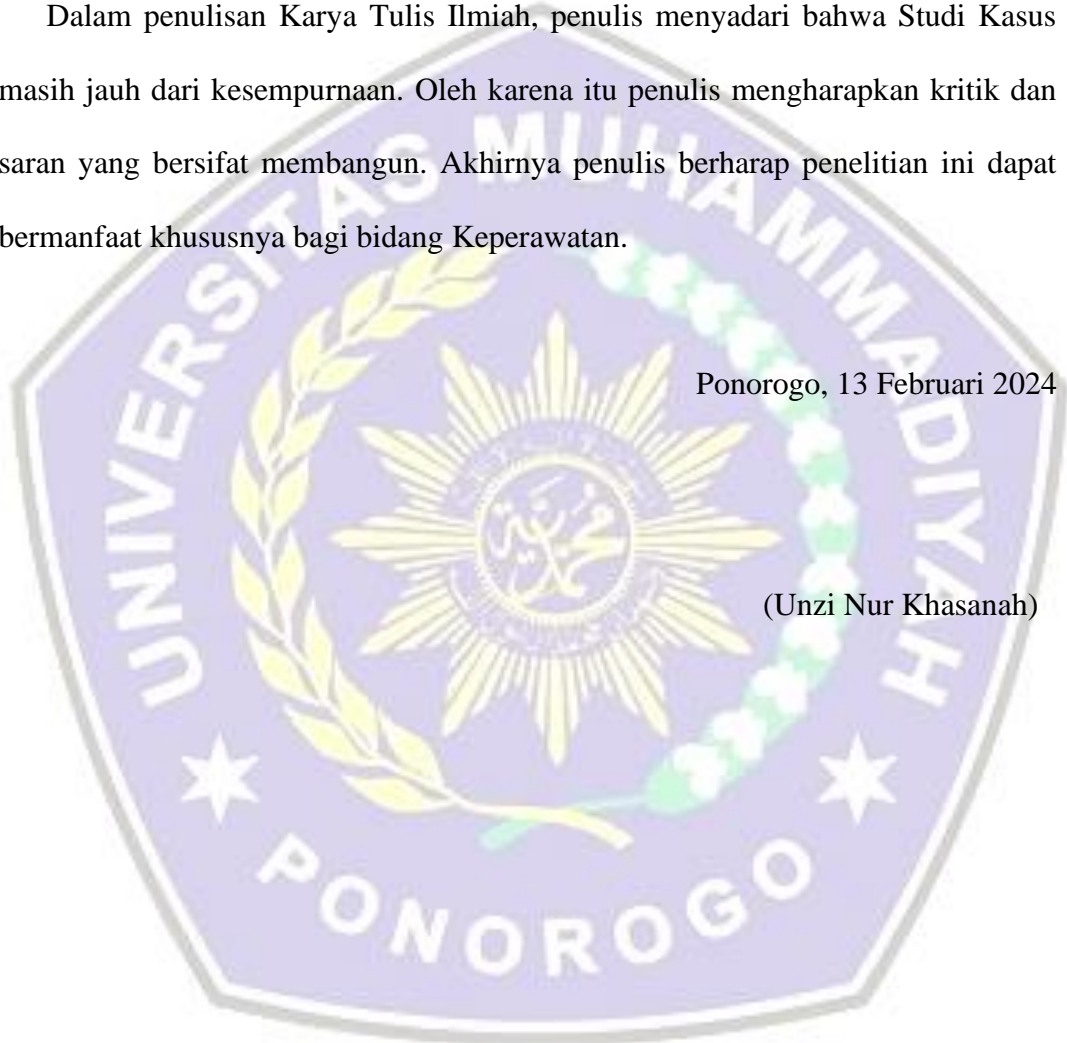 Dalam penulisan Karya Tulis Ilmiah, penulis menyadari bahwa Studi Kasus
masih jauh dari kesempurnaan. Oleh karena itu penulis mengharapkan kritik dan
saran yang bersifat membangun. Akhirnya penulis berharap penelitian ini dapat
bermanfaat khususnya bagi bidang Keperawatan.
Ponorogo, 13 Februari 2024
(Unzi Nur Khasanah)
UNIVERSITAS MUHAMMADIYAH
PONOROGO